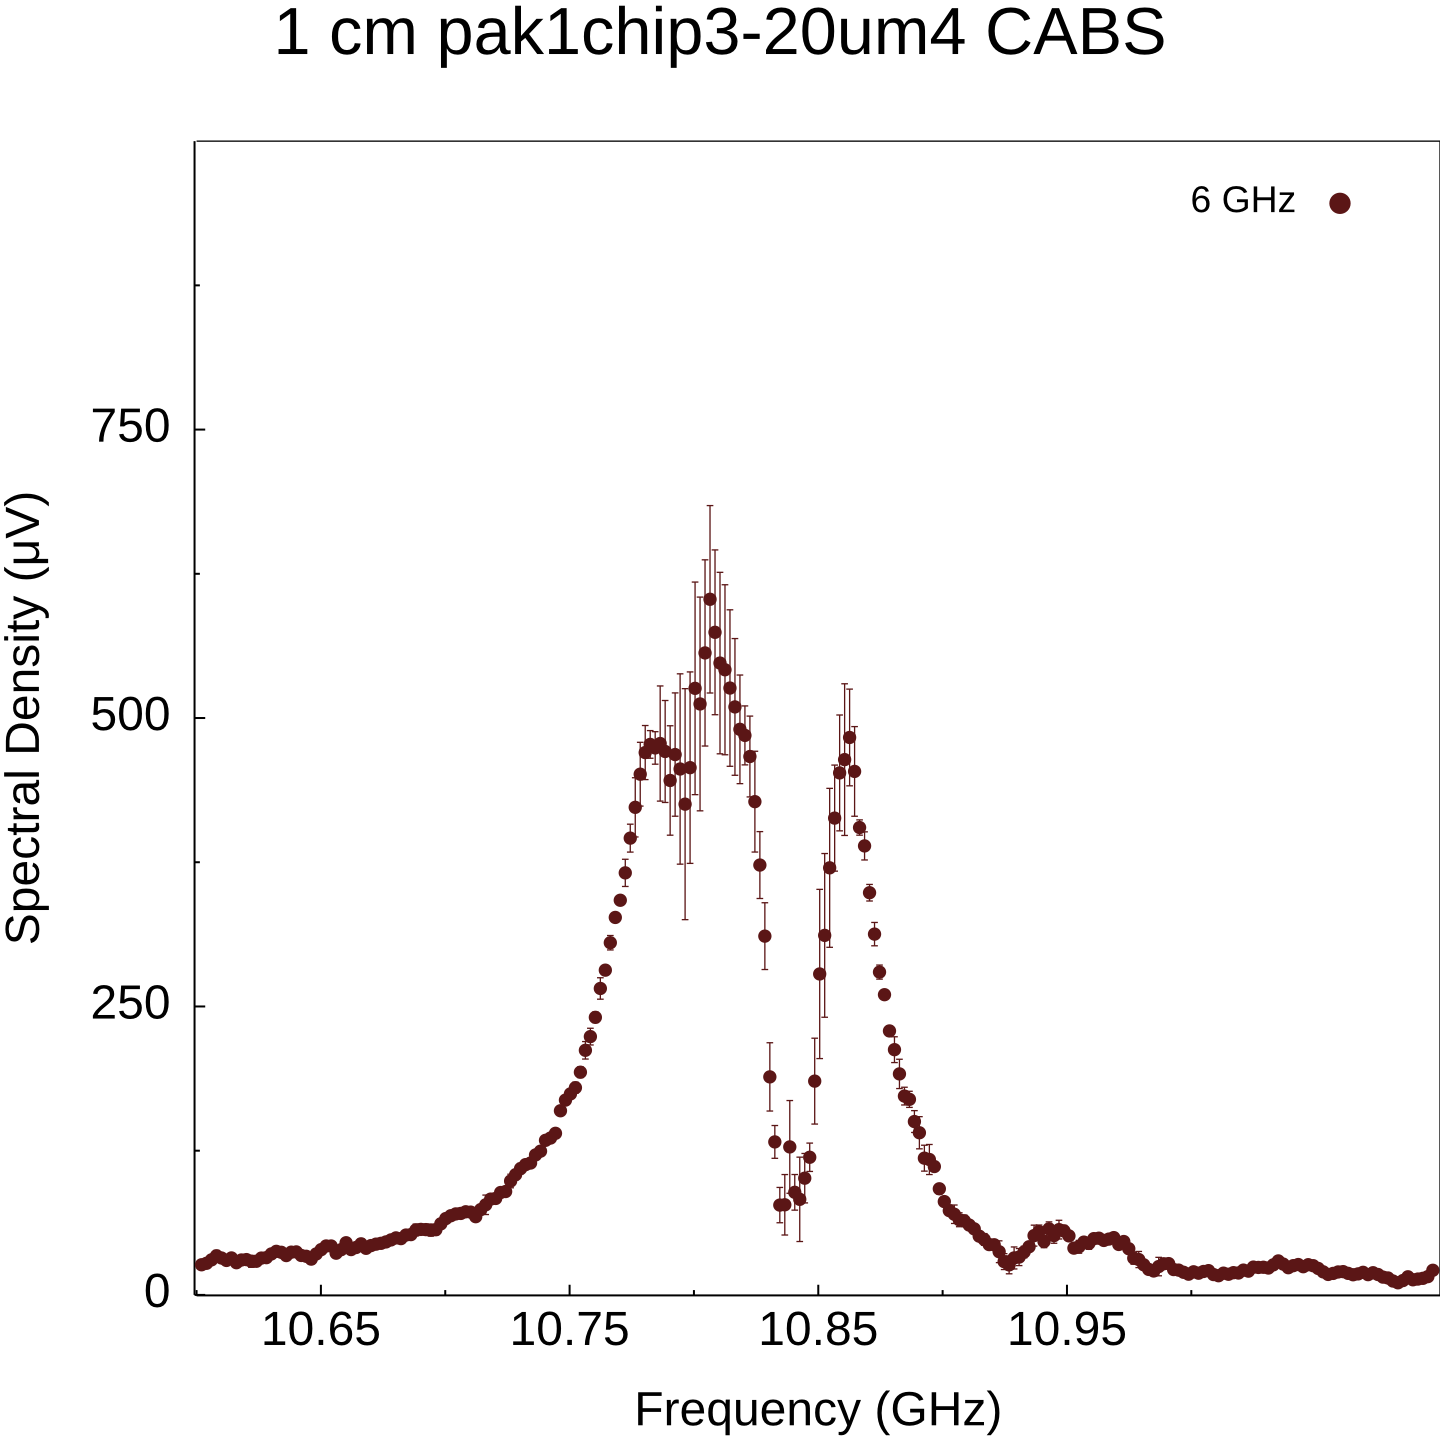 1 cm pak1chip3-20um4 CABS
6 GHz
750
500
250
0
Spectral Density (μV)
10.65 10.75 10.85 10.95
Frequency (GHz)